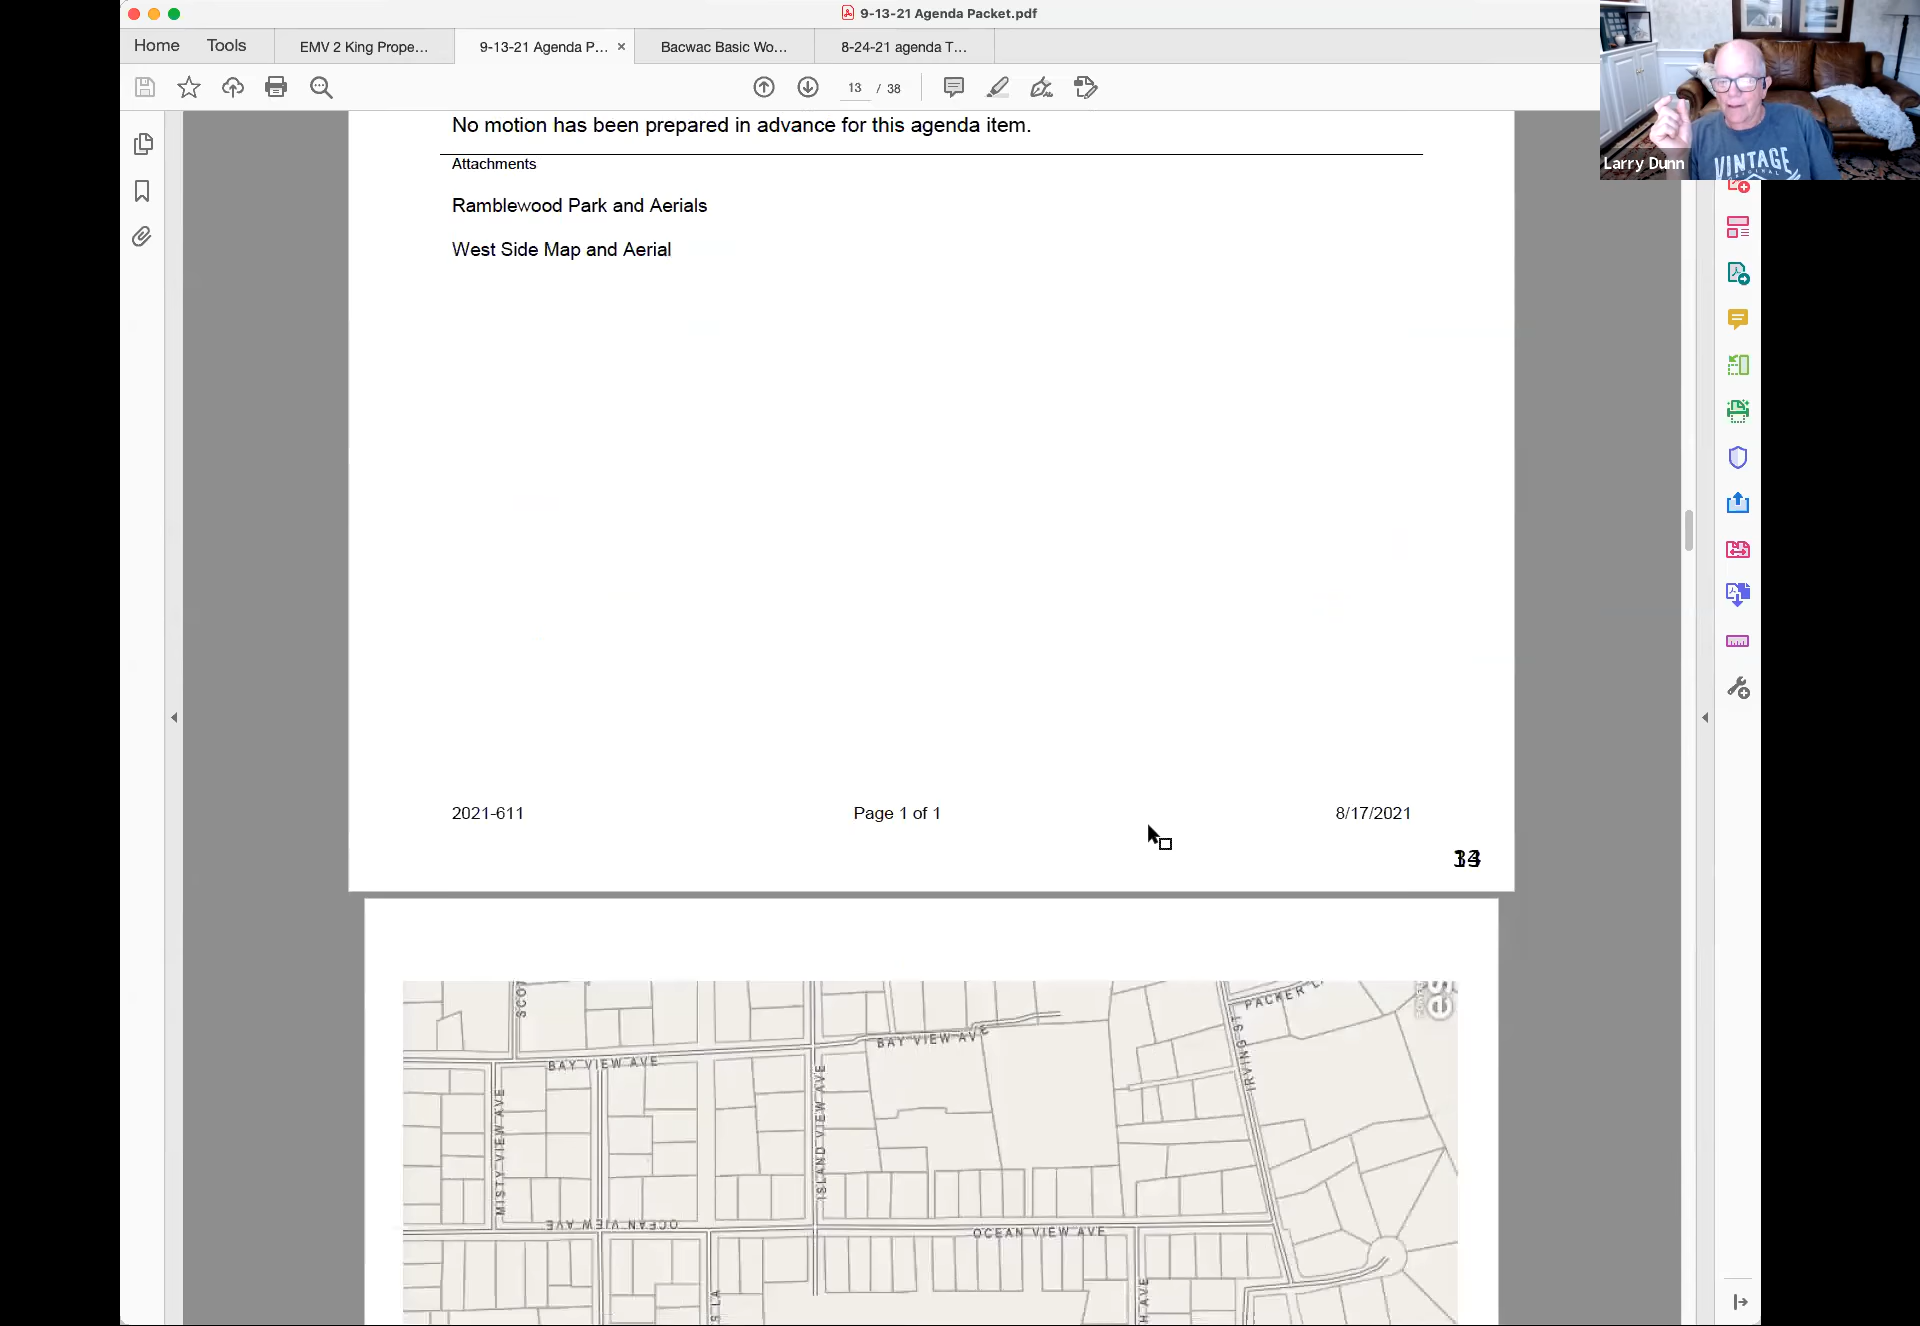 9-13-21 Agenda Packet.pdf
Home Tools EMV 2 King Prope... 9-13-21 Agenda P... × Bacwac Basic Wo... 8-24-21 agenda T...
13 / 38
No motion has been prepared in advance for this agenda item.
Attachments
Ramblewood Park and Aerials
West Side Map and Aerial
VINTAGE
Larry Dunn
2021-611 Page 1 of 1 8/17/2021
PACKER
BAY VIEW AVE
BAY VIEW AVE
IRVING ST
MISTY VIEW AVE
ISLAND VIEW AVE
OCEAN VIEW AVE
OCEAN VIEW AVE